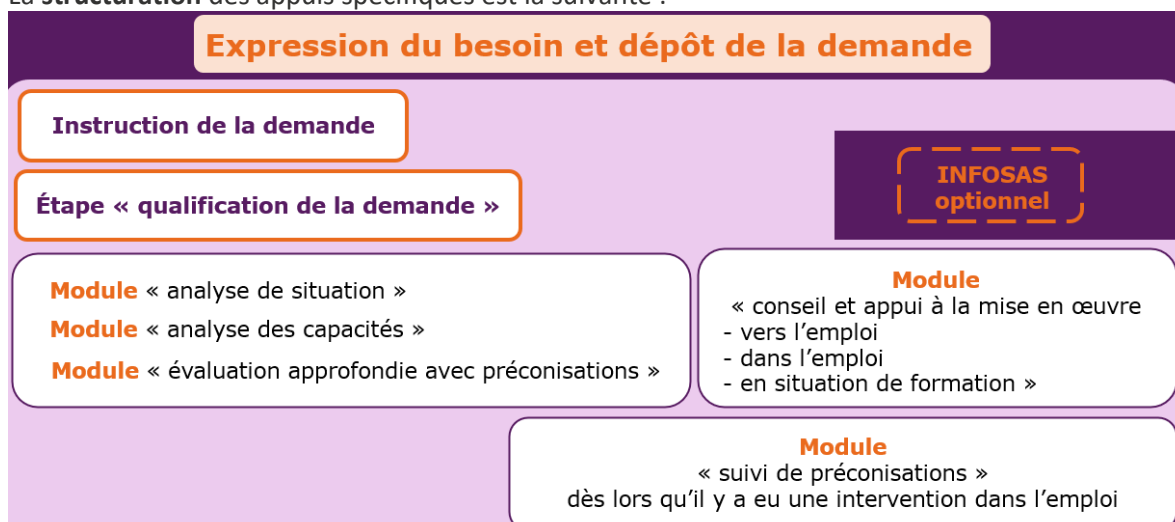 La structuration des appuis spécifiques est la suivante :
Expression du besoin et dépôt de la demande
Instruction de la demande
Étape « qualification de la demande »
INFOSAS
optionnel
Module « analyse de situation »
Module « analyse des capacités »
Module « évaluation approfondie avec préconisations »
Module
« conseil et appui à la mise en œuvre
- vers l’emploi
- dans l’emploi
- en situation de formation »
Module
« suivi de préconisations »
dès lors qu’il y a eu une intervention dans l’emploi